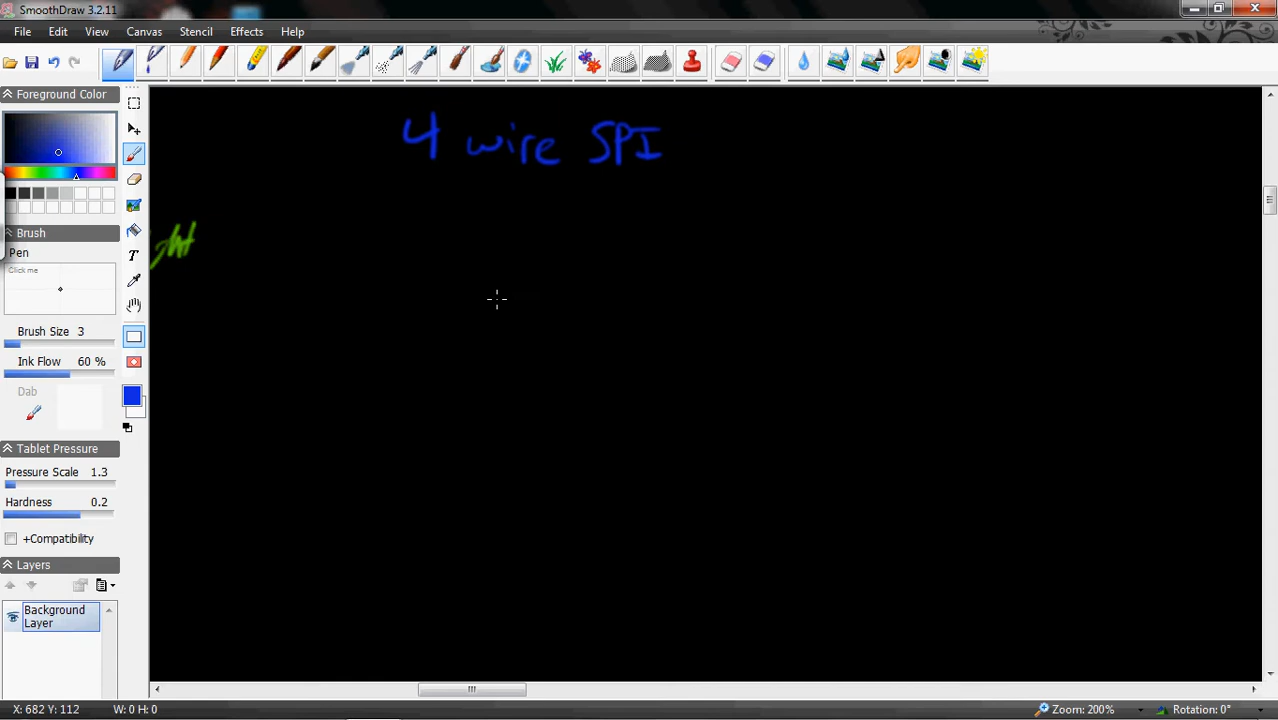 SmoothDraw 3.2.11
File Edit View Canvas Stencil Effects Help
Foreground Color
4 wire SPI
Brush
Pen
Click me
Brush Size 3
Ink Flow 60 %
Dab
Tablet Pressure
Pressure Scale 1.3
Hardness 0.2
+Compatibility
Layers
Background
Layer
X: 682 Y: 112 W: 0 H: 0 Zoom: 200% Rotation: 0°